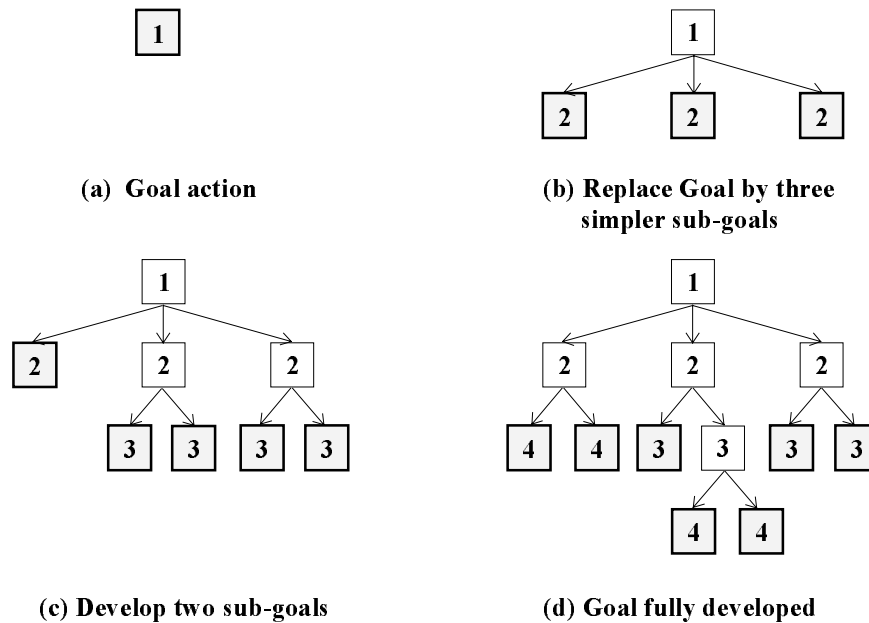 1
1
2 2 2
(a) Goal action
(b) Replace Goal by three
simpler sub-goals
1
2 2 2
3 3 3 3
(c) Develop two sub-goals
1
2 2 2
4 4 3 3 3 3
4 4
(d) Goal fully developed